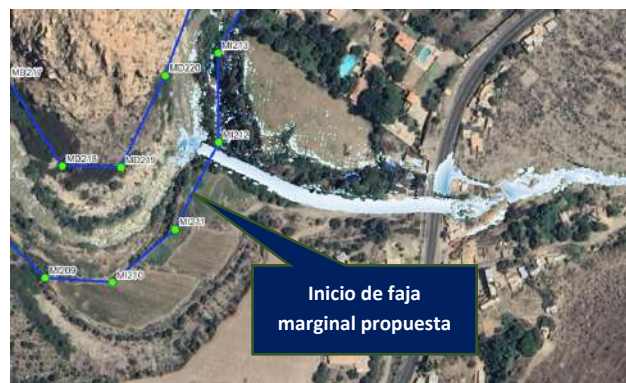 MI213
MD220
MD217
MI212
MD218
MD219
MI211
MI209
MI210
Inicio de faja
marginal propuesta